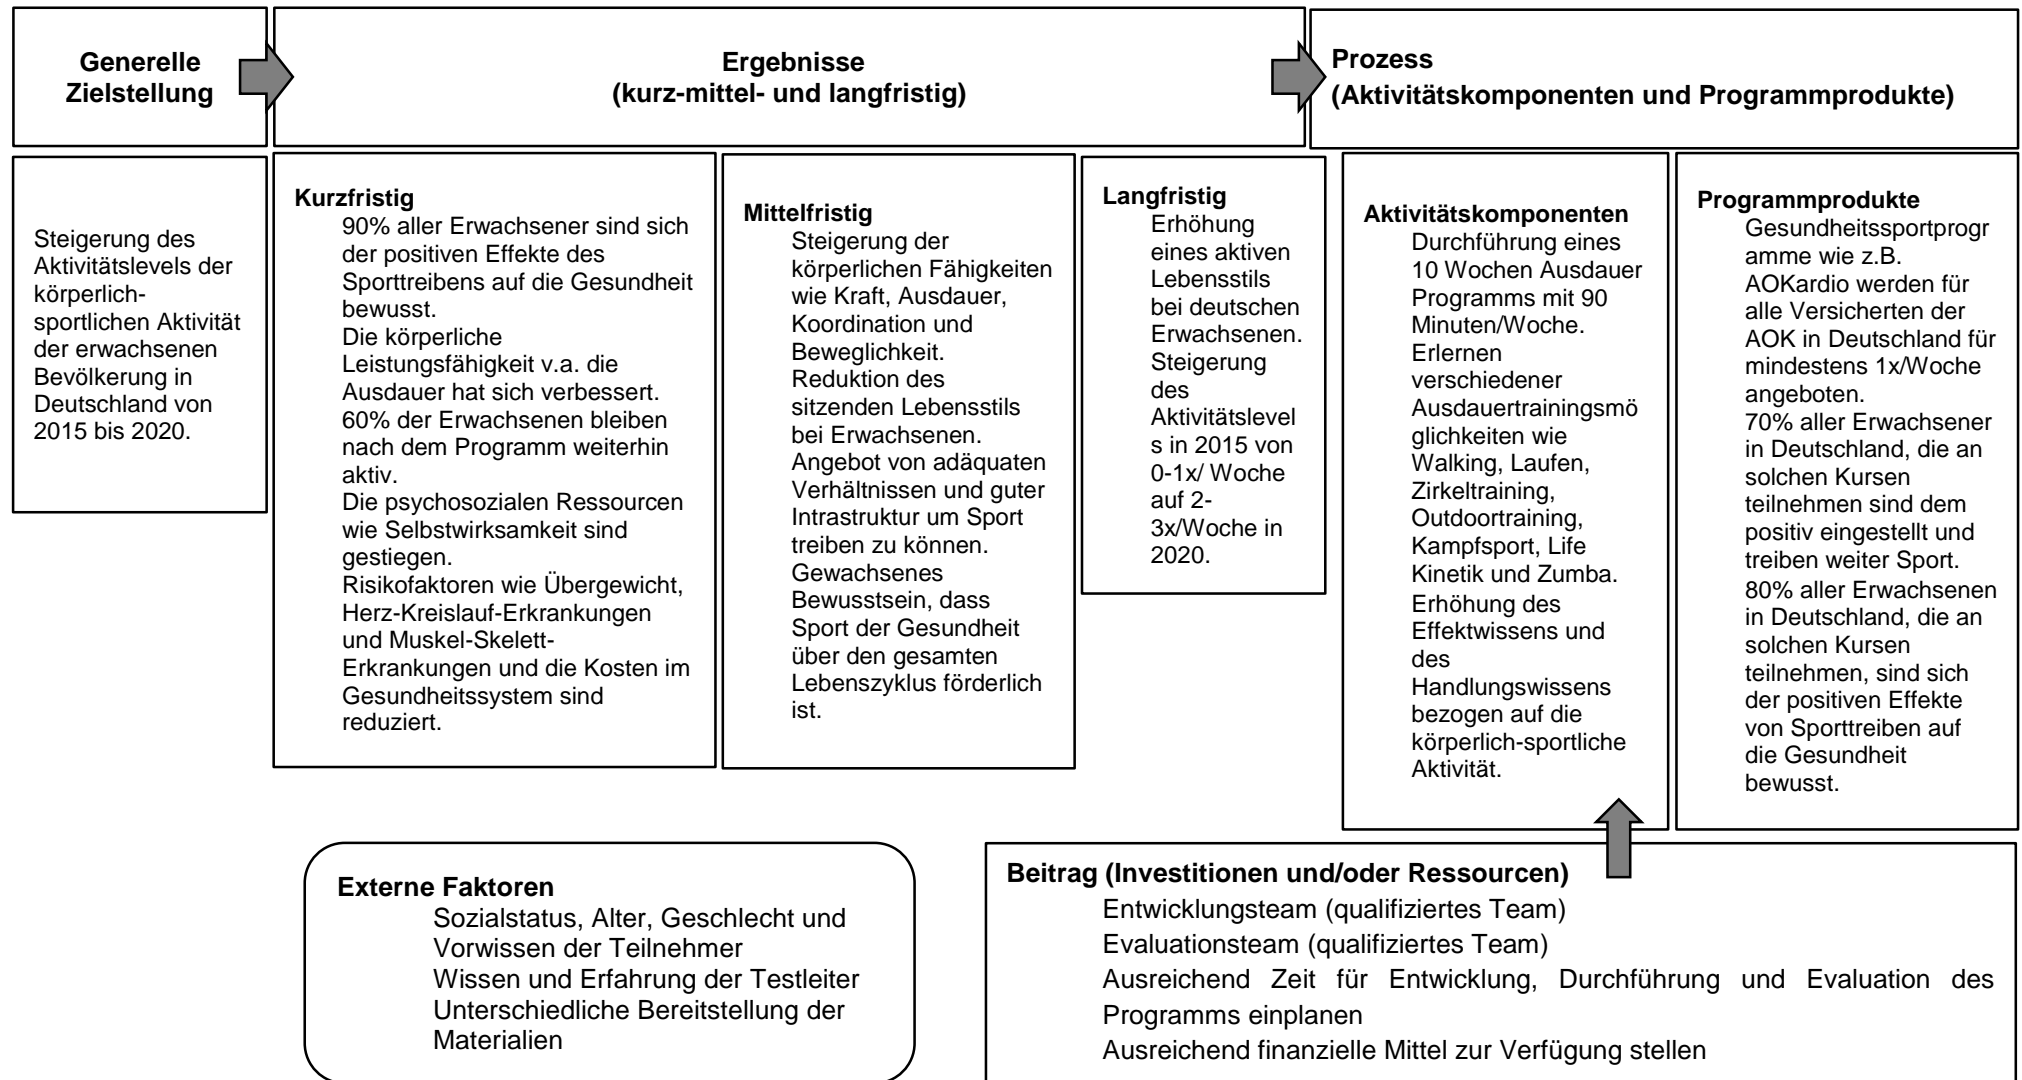 Generelle
Zielstellung
Ergebnisse
(kurz-mittel- und langfristig)
Prozess
(Aktivitätskomponenten und Programmprodukte)
Steigerung des
Aktivitätslevels der
körperlich-
sportlichen Aktivität
der erwachsenen
Bevölkerung in
Deutschland von
2015 bis 2020.
Kurzfristig
90% aller Erwachsener sind sich
der positiven Effekte des
Sporttreibens auf die Gesundheit
bewusst.
Die körperliche
Leistungsfähigkeit v.a. die
Ausdauer hat sich verbessert.
60% der Erwachsenen bleiben
nach dem Programm weiterhin
aktiv.
Die psychosozialen Ressourcen
wie Selbstwirksamkeit sind
gestiegen.
Risikofaktoren wie Übergewicht,
Herz-Kreislauf-Erkrankungen
und Muskel-Skelett-
Erkrankungen und die Kosten im
Gesundheitssystem sind
reduziert.
Mittelfristig
Steigerung der
körperlichen Fähigkeiten
wie Kraft, Ausdauer,
Koordination und
Beweglichkeit.
Reduktion des
sitzenden Lebensstils
bei Erwachsenen.
Angebot von adäquaten
Verhältnissen und guter
Intrastruktur um Sport
treiben zu können.
Gewachsenes
Bewusstsein, dass
Sport der Gesundheit
über den gesamten
Lebenszyklus förderlich
ist.
Langfristig
Erhöhung
eines aktiven
Lebensstils
bei deutschen
Erwachsenen.
Steigerung
des
Aktivitätslevel
s in 2015 von
0-1x/ Woche
auf 2-
3x/Woche in
2020.
Aktivitätskomponenten
Durchführung eines
10 Wochen Ausdauer
Programms mit 90
Minuten/Woche.
Erlernen
verschiedener
Ausdauertrainingsmö
glichkeiten wie
Walking, Laufen,
Zirkeltraining,
Outdoortraining,
Kampfsport, Life
Kinetik und Zumba.
Erhöhung des
Effektwissens und
des
Handlungswissens
bezogen auf die
körperlich-sportliche
Aktivität.
Programmprodukte
Gesundheitssportprogr
amme wie z.B.
AOKardio werden für
alle Versicherten der
AOK in Deutschland für
mindestens 1x/Woche
angeboten.
70% aller Erwachsener
in Deutschland, die an
solchen Kursen
teilnehmen sind dem
positiv eingestellt und
treiben weiter Sport.
80% aller Erwachsenen
in Deutschland, die an
solchen Kursen
teilnehmen, sind sich
der positiven Effekte
von Sporttreiben auf
die Gesundheit
bewusst.
Externe Faktoren
Sozialstatus, Alter, Geschlecht und
Vorwissen der Teilnehmer
Wissen und Erfahrung der Testleiter
Unterschiedliche Bereitstellung der
Materialien
Beitrag (Investitionen und/oder Ressourcen)
Entwicklungsteam (qualifiziertes Team)
Evaluationsteam (qualifiziertes Team)
Ausreichend Zeit für Entwicklung, Durchführung und Evaluation des
Programms einplanen
Ausreichend finanzielle Mittel zur Verfügung stellen